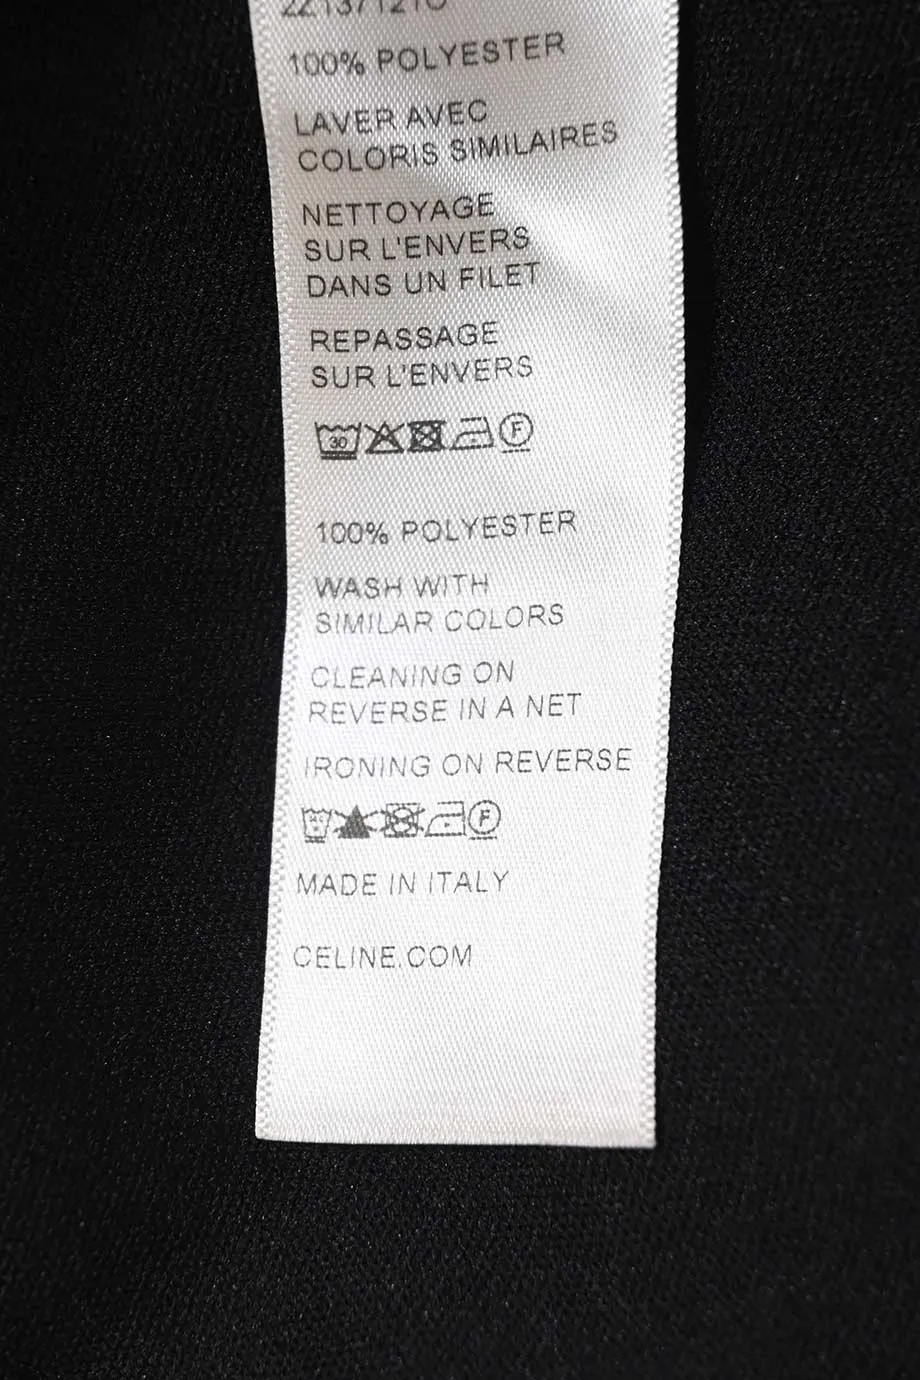 100% POLYESTER
LAVER AVEC
COLORIS SIMILAIRES
NETTOYAGE
SUR L'ENVERS
DANS UN FILET
REPASSAGE
SUR L'ENVERS
30 F
100% POLYESTER
WASH WITH
SIMILAR COLORS
CLEANING ON
REVERSE IN A NET
IRONING ON REVERSE
F
MADE IN ITALY
CELINE.COM